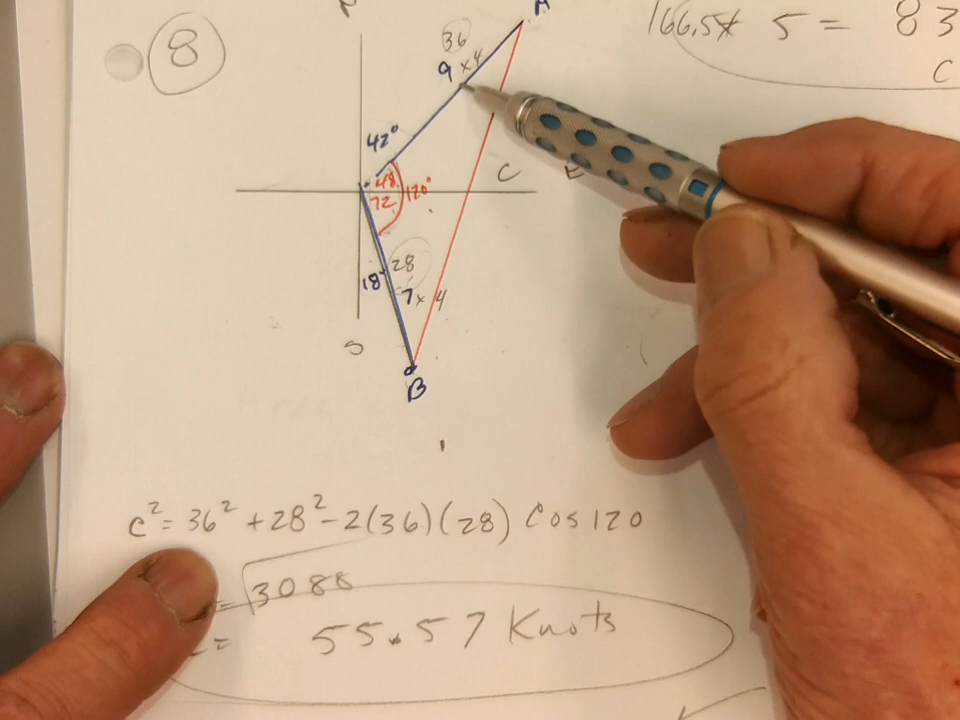 8
N
A
166.5* 5 = 83
C
36
9 x4
42°
48
72
120°
C
E
18
28
7 x 4
S
B
c² = 36² + 28² - 2(36)(28) Cos 120
= √3088
= 55.57 Knots